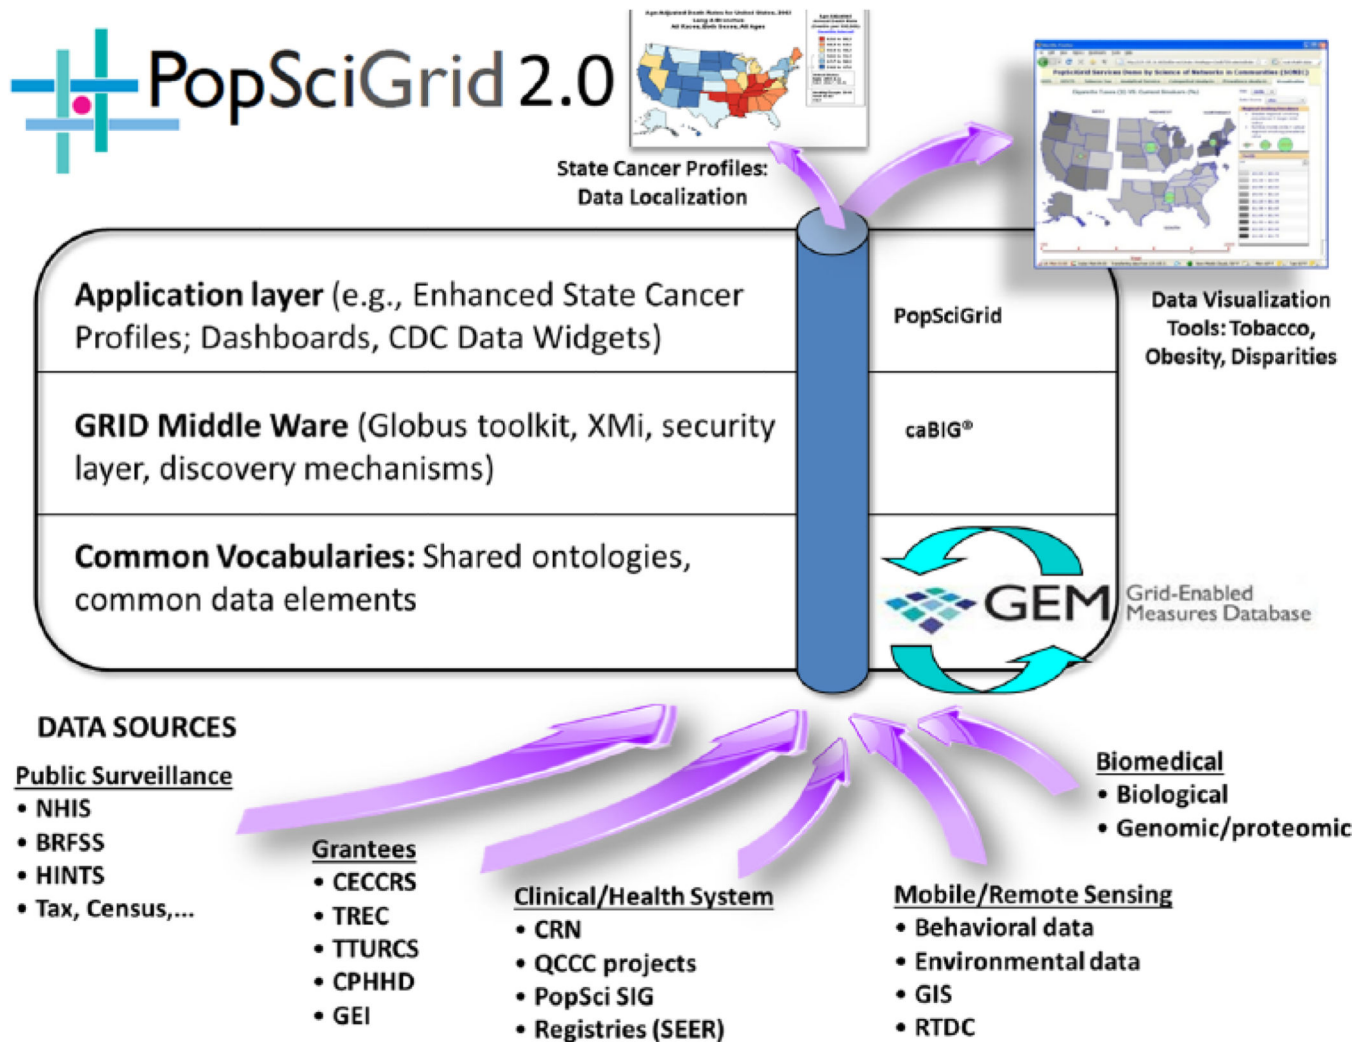 PopSciGrid 2.0
State Cancer Profiles:
Data Localization
Application layer (e.g., Enhanced State Cancer
Profiles; Dashboards, CDC Data Widgets)
PopSciGrid
Data Visualization
Tools: Tobacco,
Obesity, Disparities
GRID Middle Ware (Globus toolkit, XMi, security
layer, discovery mechanisms)
caBIG®
Common Vocabularies: Shared ontologies,
common data elements
GEM Grid-Enabled
Measures Database
DATA SOURCES
Public Surveillance
• NHIS
• BRFSS
• HINTS
• Tax, Census,...
Grantees
• CECCRS
• TREC
• TTURCS
• CPHHD
• GEI
Clinical/Health System
• CRN
• QCCC projects
• PopSci SIG
• Registries (SEER)
Mobile/Remote Sensing
• Behavioral data
• Environmental data
• GIS
• RTDC
Biomedical
• Biological
• Genomic/proteomic